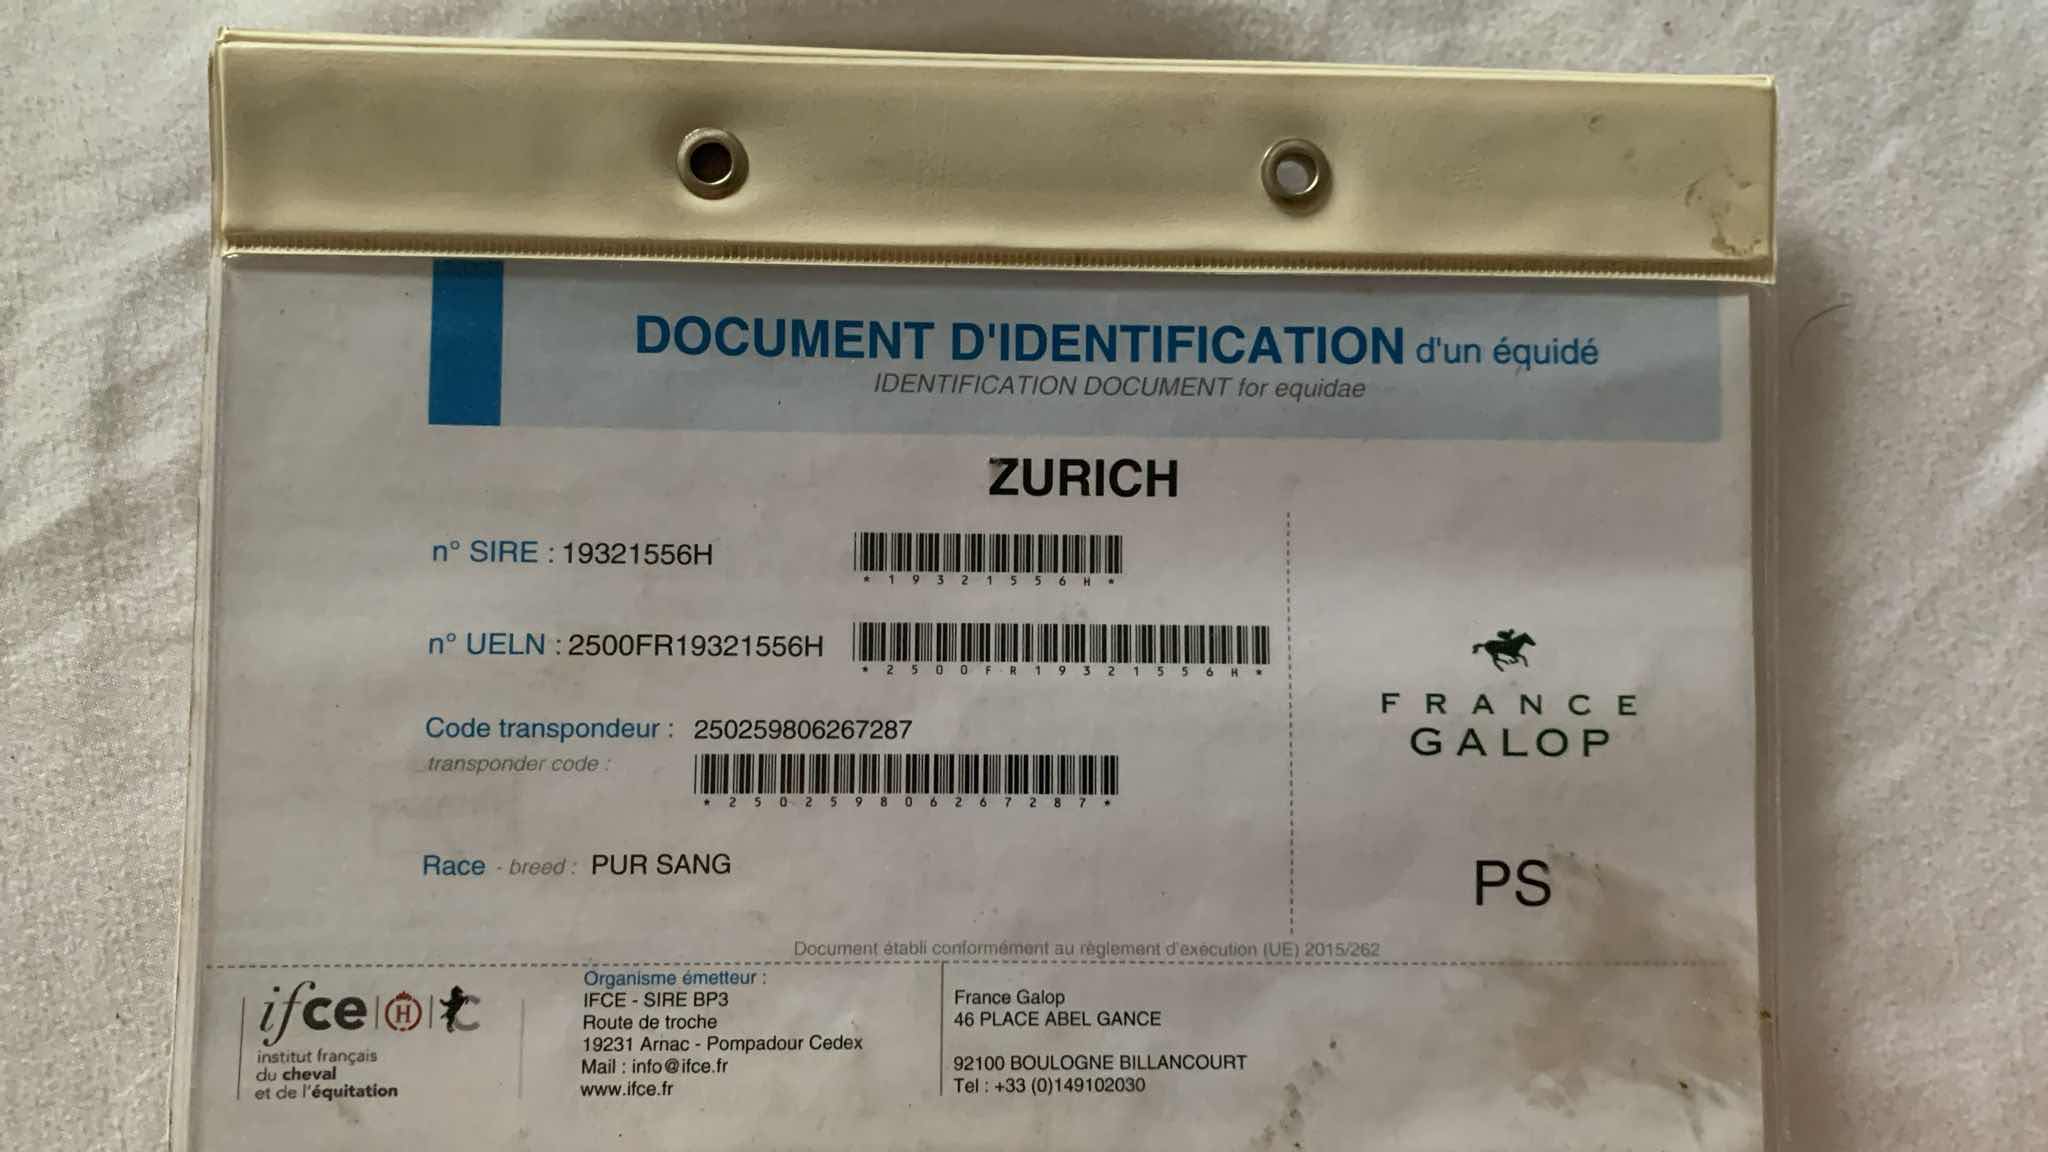 DOCUMENT D'IDENTIFICATION d'un équidé
IDENTIFICATION DOCUMENT for equidae
ZURICH
n° SIRE : 19321556H
*19321556H*
n° UELN : 2500FR19321556H
*2500FR19321556H*
Code transpondeur : 250259806267287
transponder code :
*250259806267287*
Race - breed : PUR SANG
FRANCE
GALOP
PS
Document établi conformément au règlement d'exécution (UE) 2015/262
ifce H C
institut français
du cheval
et de l'équitation
Organisme émetteur :
IFCE - SIRE BP3
Route de troche
19231 Arnac - Pompadour Cedex
Mail : info@ifce.fr
www.ifce.fr
France Galop
46 PLACE ABEL GANCE
92100 BOULOGNE BILLANCOURT
Tel : +33 (0)149102030